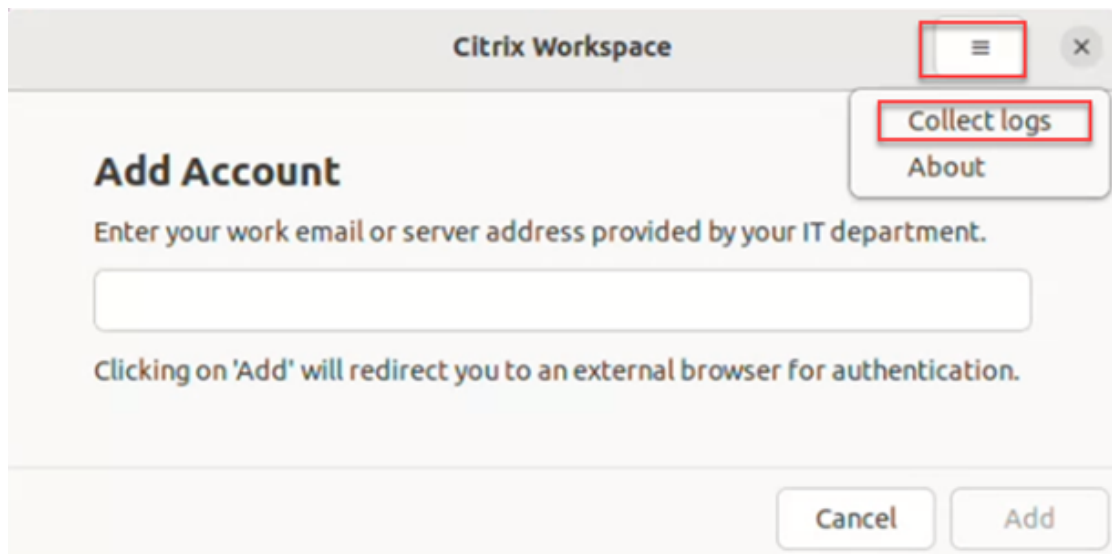 Citrix Workspace
Collect logs
About
Add Account
Enter your work email or server address provided by your IT department.
Clicking on 'Add' will redirect you to an external browser for authentication.
Cancel
Add